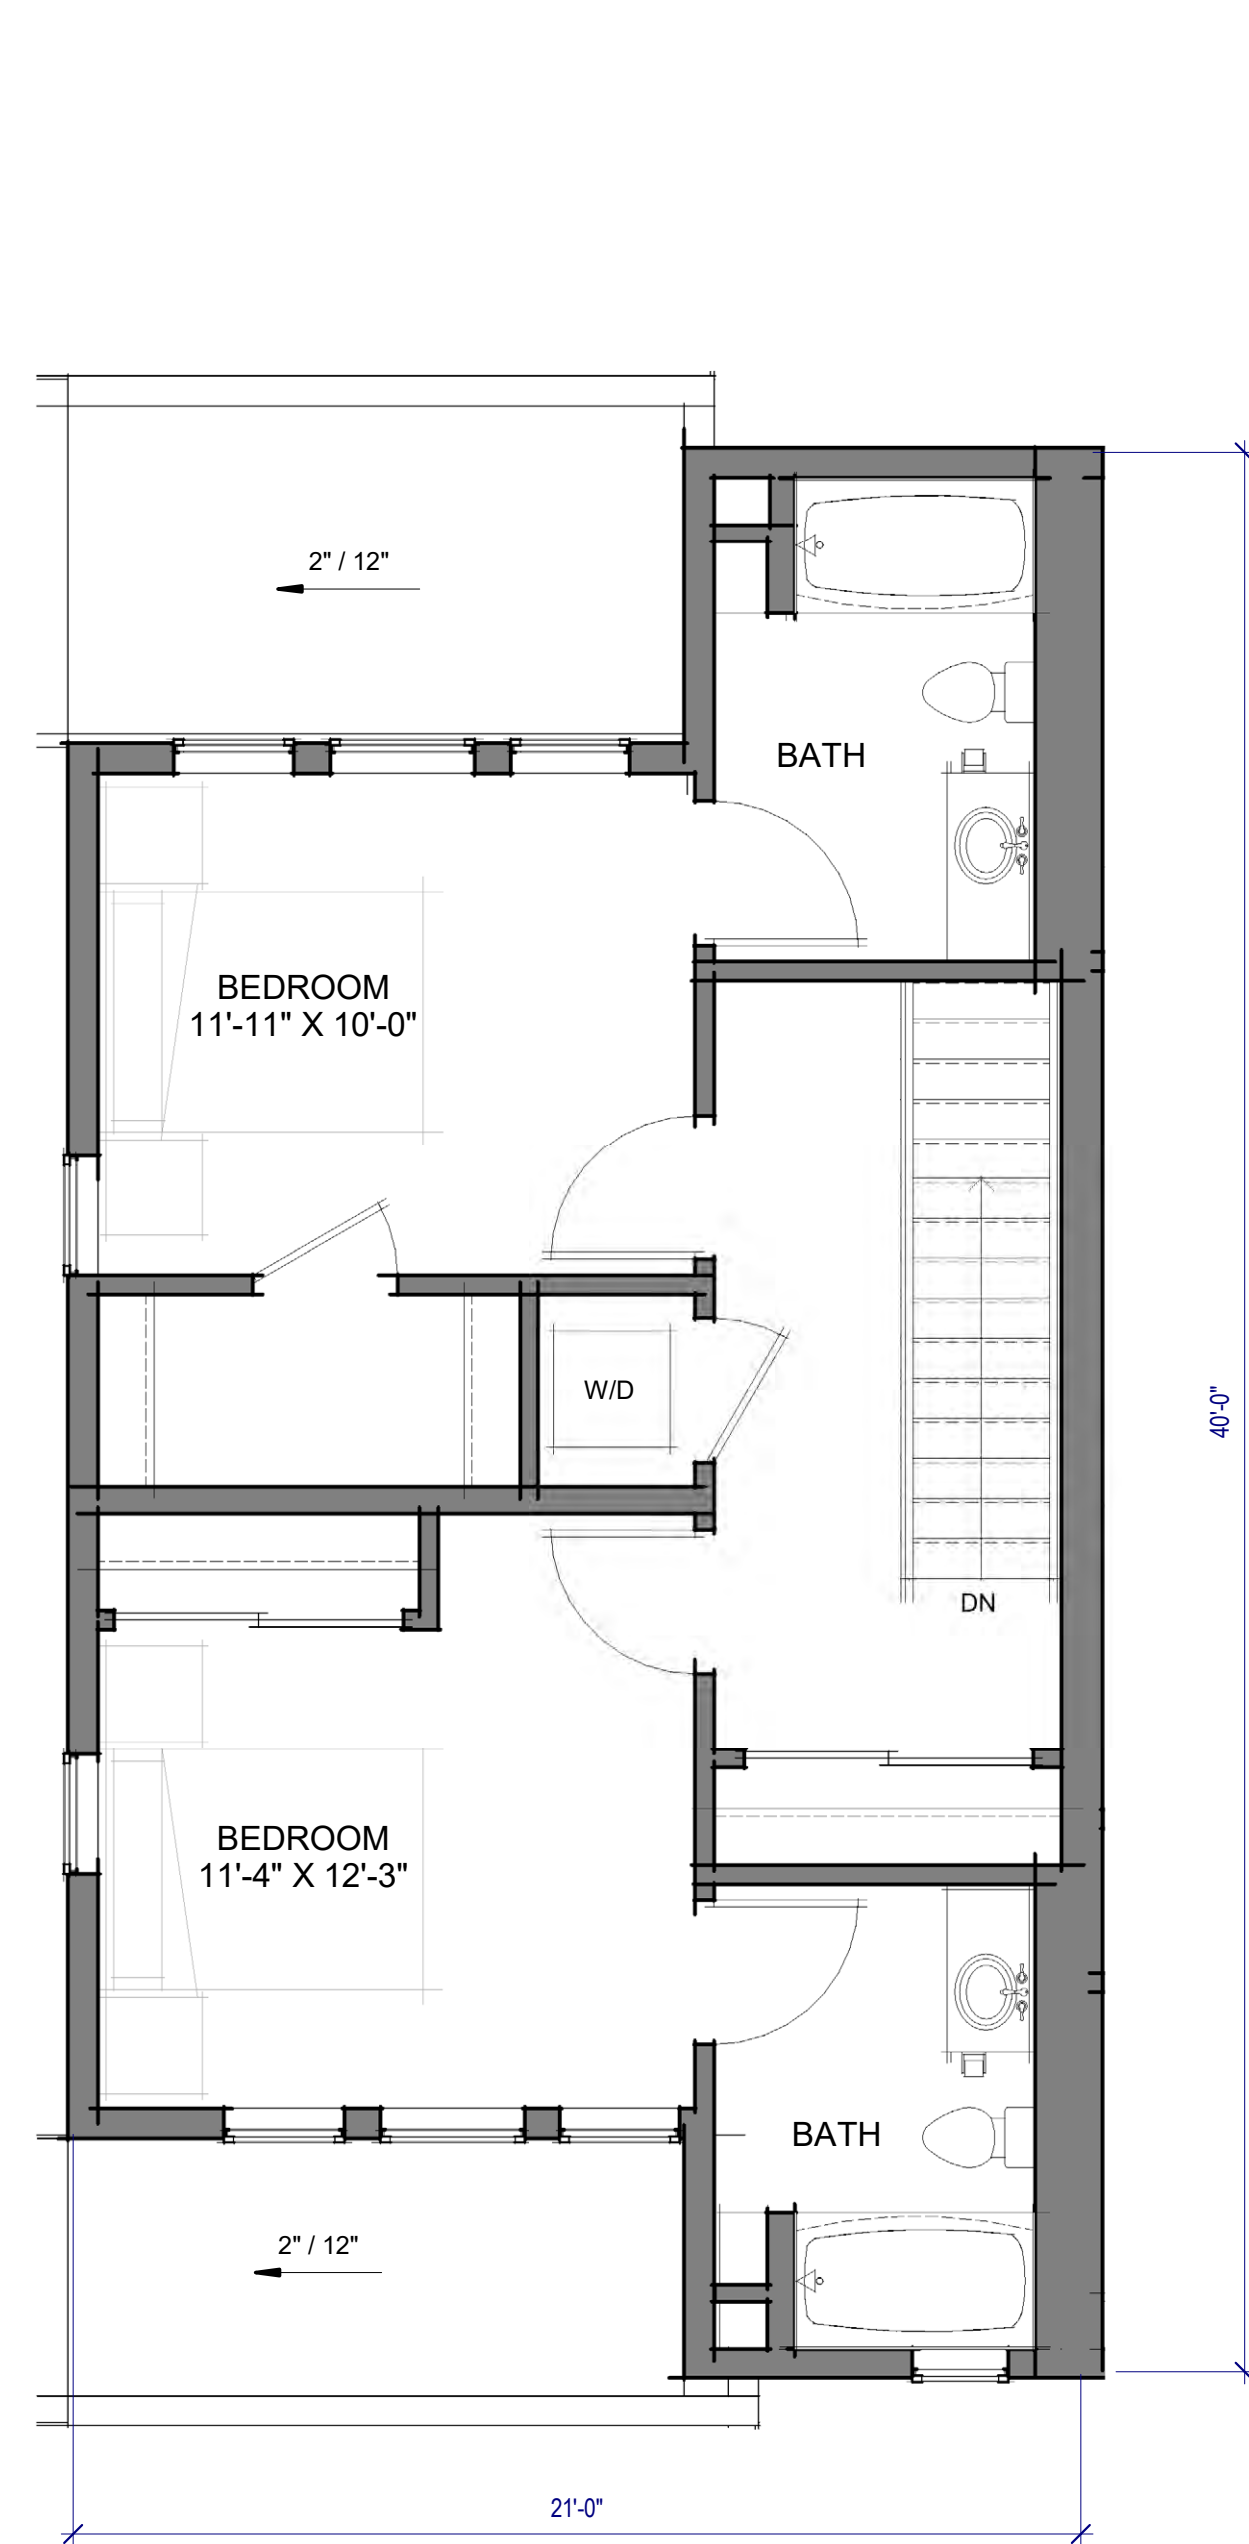 2" / 12"
BATH
BEDROOM
11'-11" X 10'-0"
W/D
40'-0"
DN
BEDROOM
11'-4" X 12'-3"
BATH
2" / 12"
21'-0"